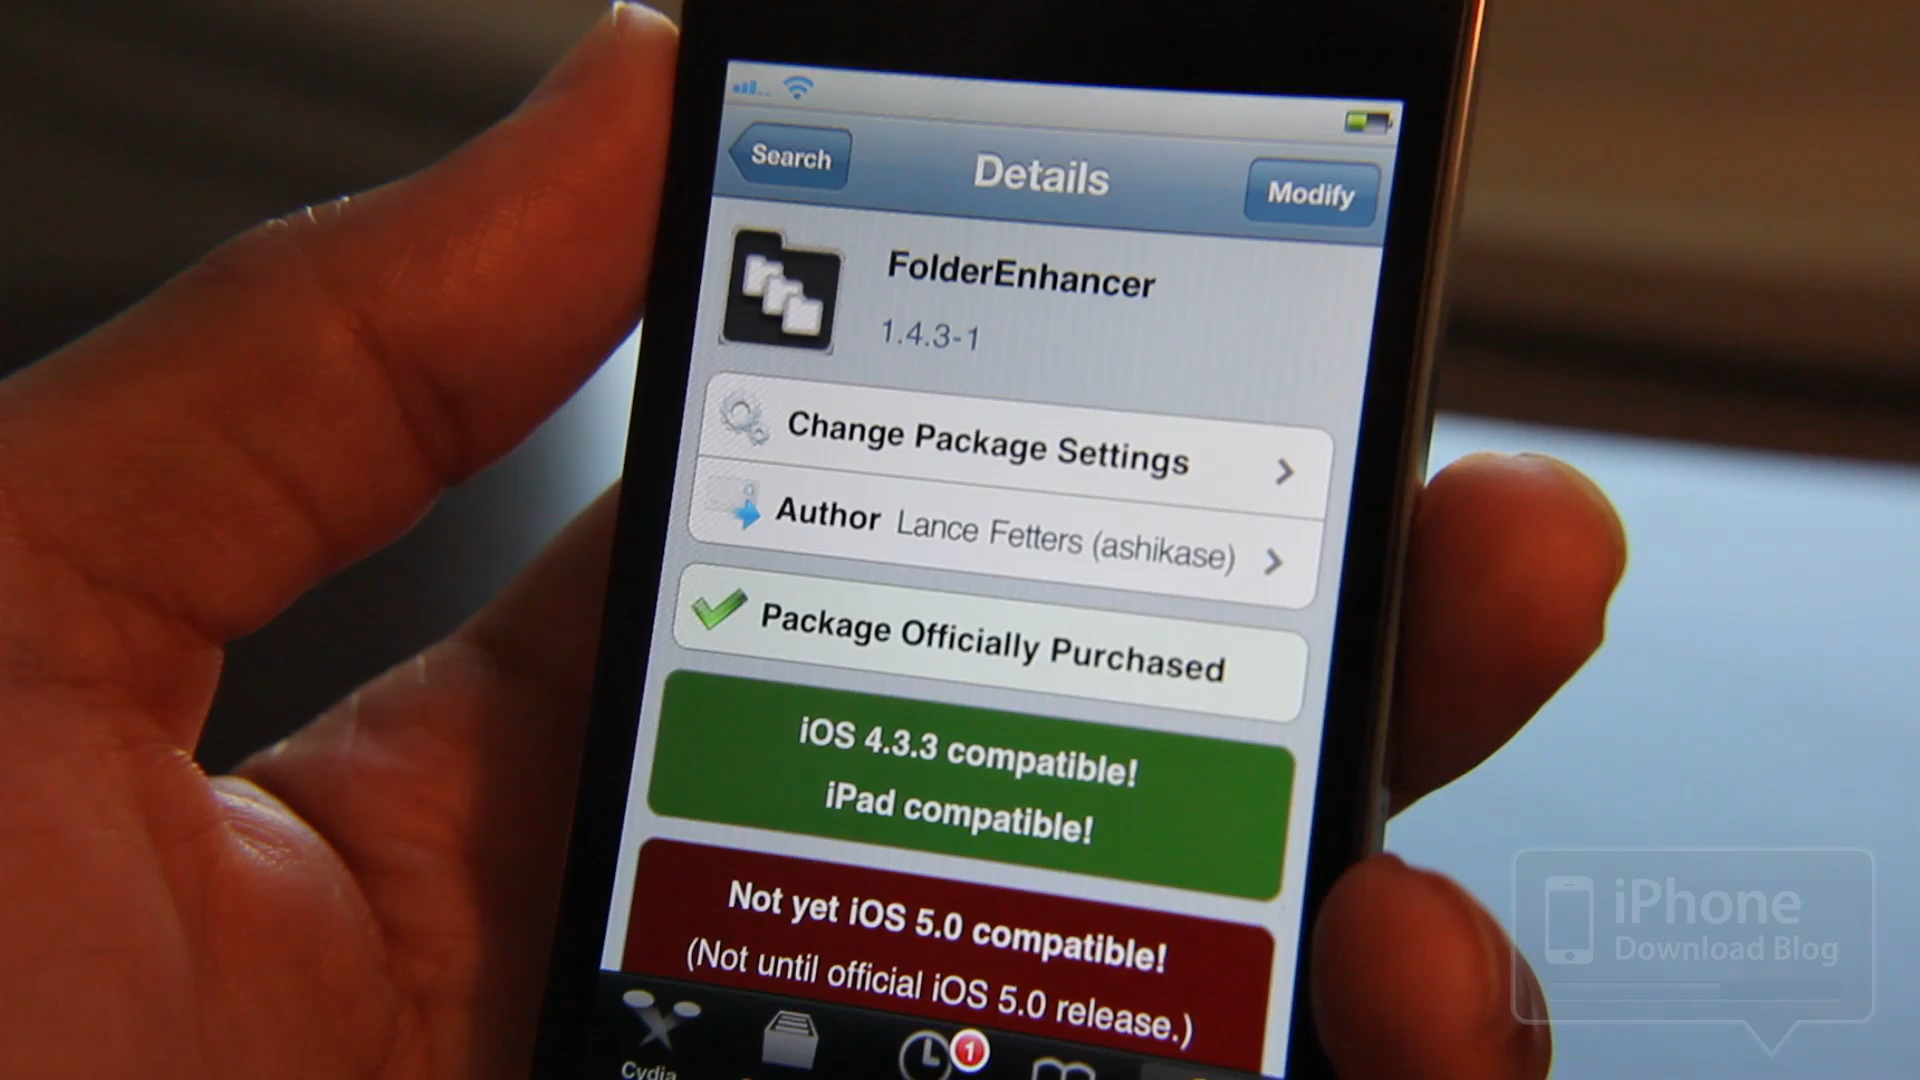 Search
Details
Modify
FolderEnhancer
1.4.3-1
Change Package Settings
Author Lance Fetters (ashikase)
Package Officially Purchased
iOS 4.3.3 compatible!
iPad compatible!
Not yet iOS 5.0 compatible!
(Not until official iOS 5.0 release.)
1
Cydia
iPhone
Download Blog